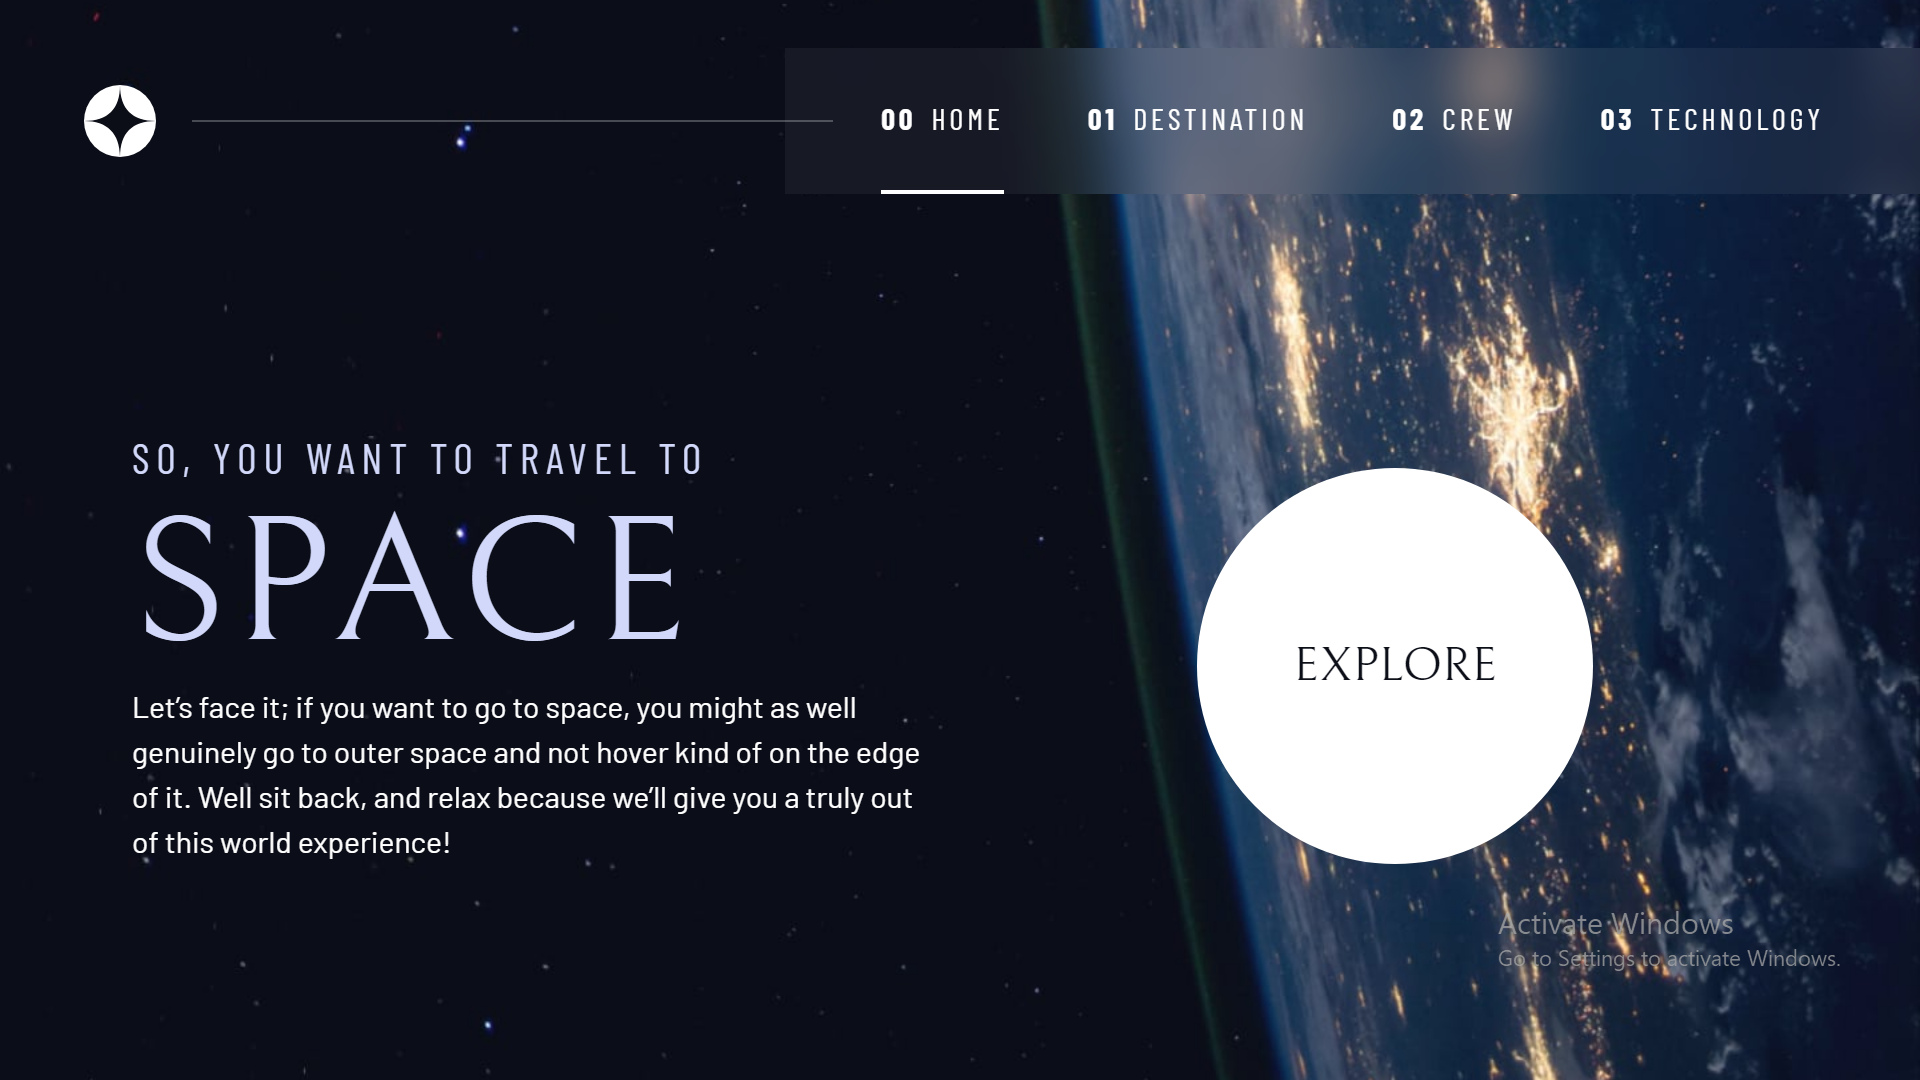 00 HOME
01 DESTINATION
02 CREW
03 TECHNOLOGY
SO, YOU WANT TO TRAVEL TO
SPACE
Let’s face it; if you want to go to space, you might as well
genuinely go to outer space and not hover kind of on the edge
of it. Well sit back, and relax because we’ll give you a truly out
of this world experience!
EXPLORE
Activate Windows
Go to Settings to activate Windows.